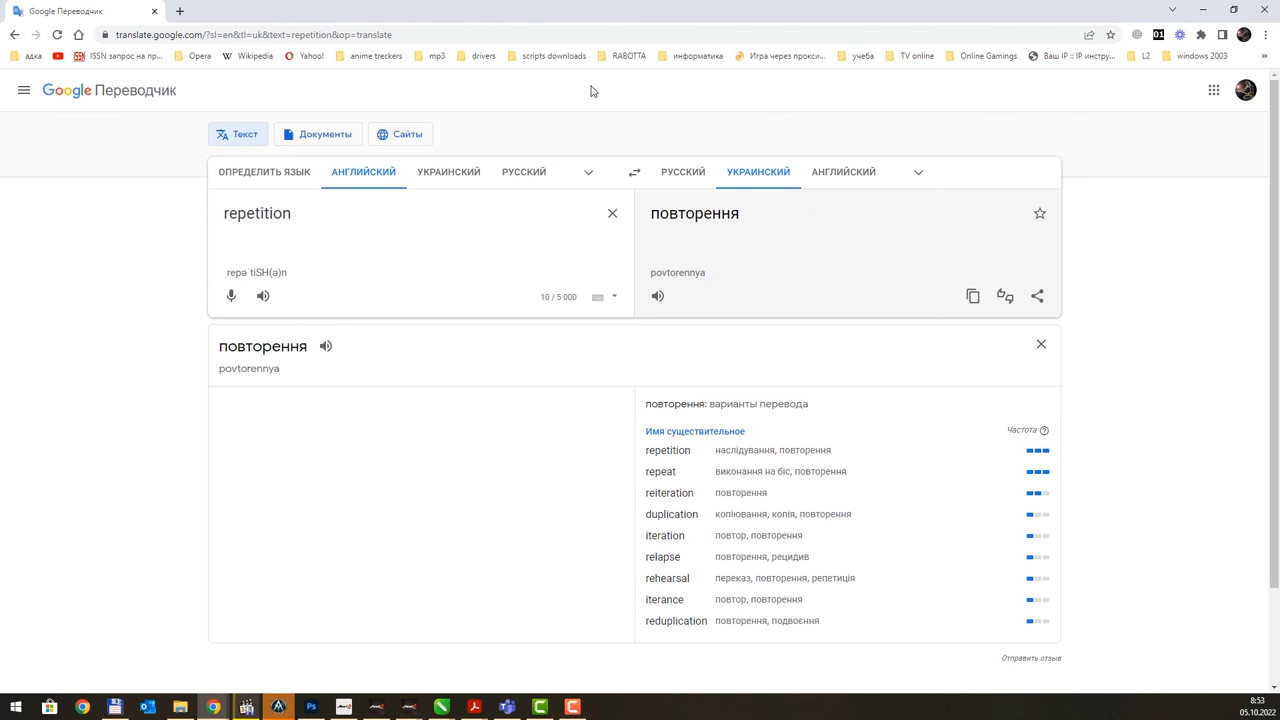 Google Переводчик
translate.google.com/?sl=en&tl=uk&text=repetition&op=translate
адка
ISSN запрос на пр...
Opera
Wikipedia
Yahoo!
anime treckers
mp3
drivers
scripts downloads
RABOTTA
информатика
Игра через прокси...
учеба
TV online
Online Gamings
Ваш IP :: IP инстру...
L2
windows 2003
Google Переводчик
Текст
Документы
Сайты
ОПРЕДЕЛИТЬ ЯЗЫК
АНГЛИЙСКИЙ
УКРАИНСКИЙ
РУССКИЙ
РУССКИЙ
УКРАИНСКИЙ
АНГЛИЙСКИЙ
repetition
повторення
ˌrepəˈtiSH(ə)n
povtorennya
10 / 5 000
повторення
povtorennya
повторення: варианты перевода
Имя существительное
Частота
repetition наслідування, повторення
repeat виконання на біс, повторення
reiteration повторення
duplication копіювання, копія, повторення
iteration повтор, повторення
relapse повторення, рецидив
rehearsal переказ, повторення, репетиція
iterance повтор, повторення
reduplication повторення, подвоєння
Отправить отзыв
8:53
05.10.2022